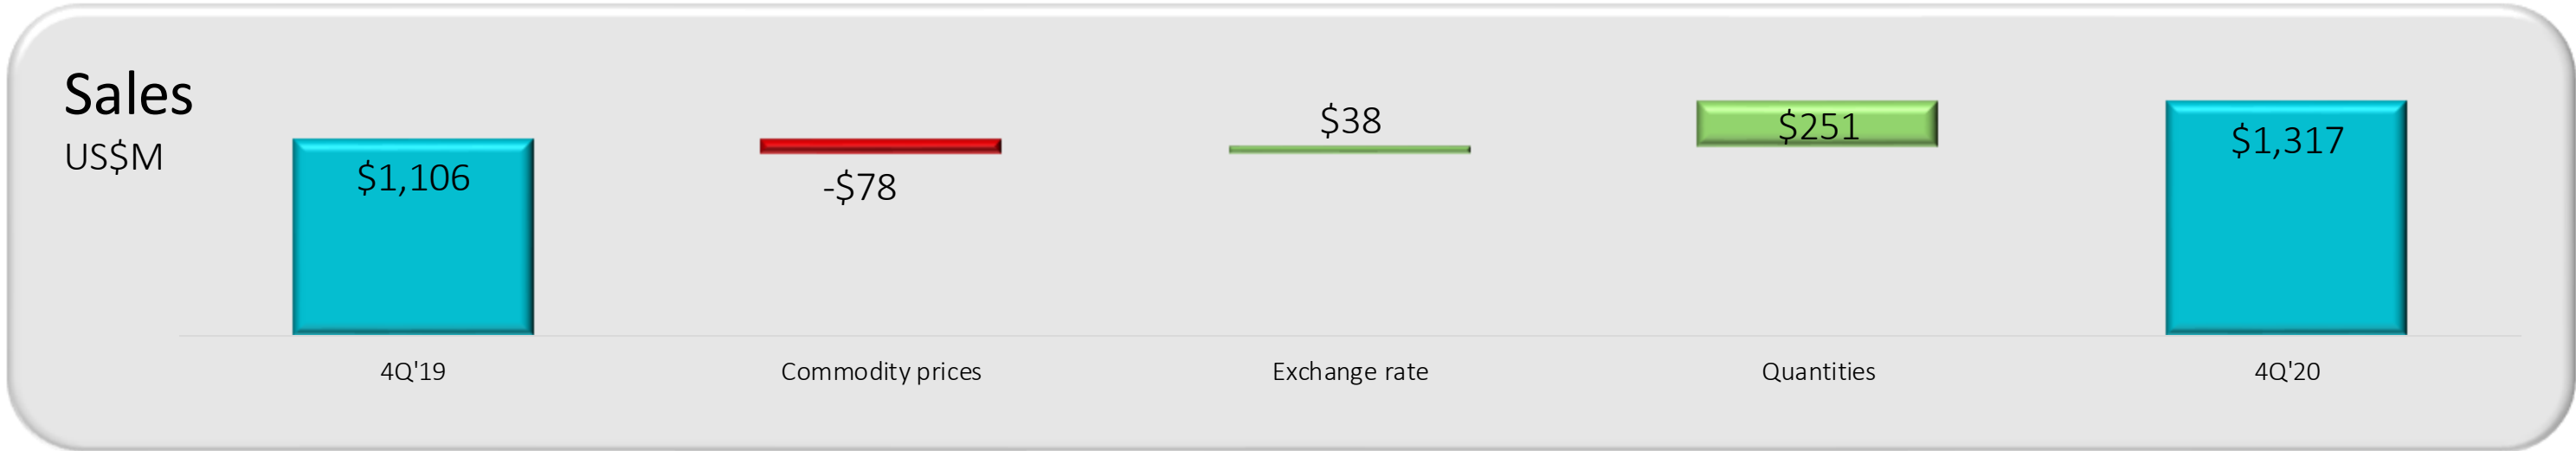 Sales
US$M
$1,106
-$78
$38
$251
$1,317
4Q'19
Commodity prices
Exchange rate
Quantities
4Q'20